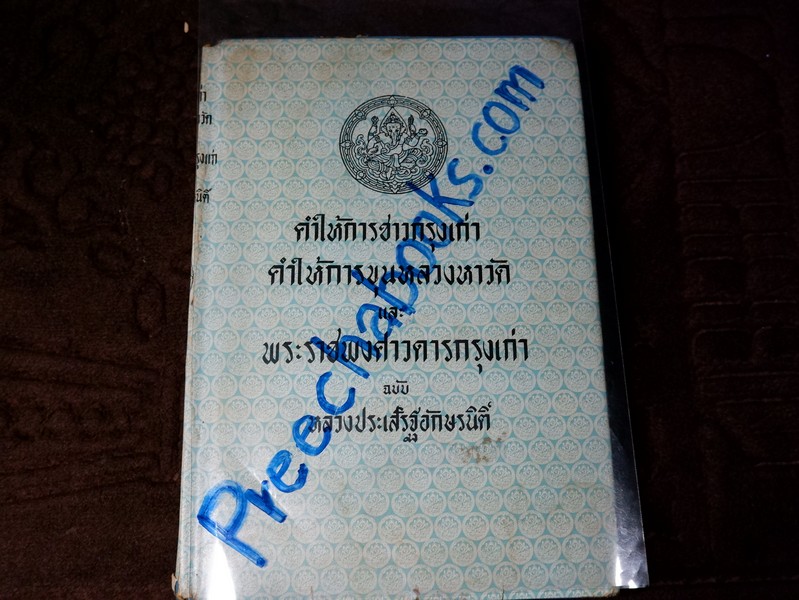 คำให้การชาวกรุงเก่า
คำให้การขุนหลวงหาวัด
และ
พระราชพงศาวดารกรุงเก่า
ฉบับ
หลวงประเสริฐอักษรนิติ์
Preechabooks.com